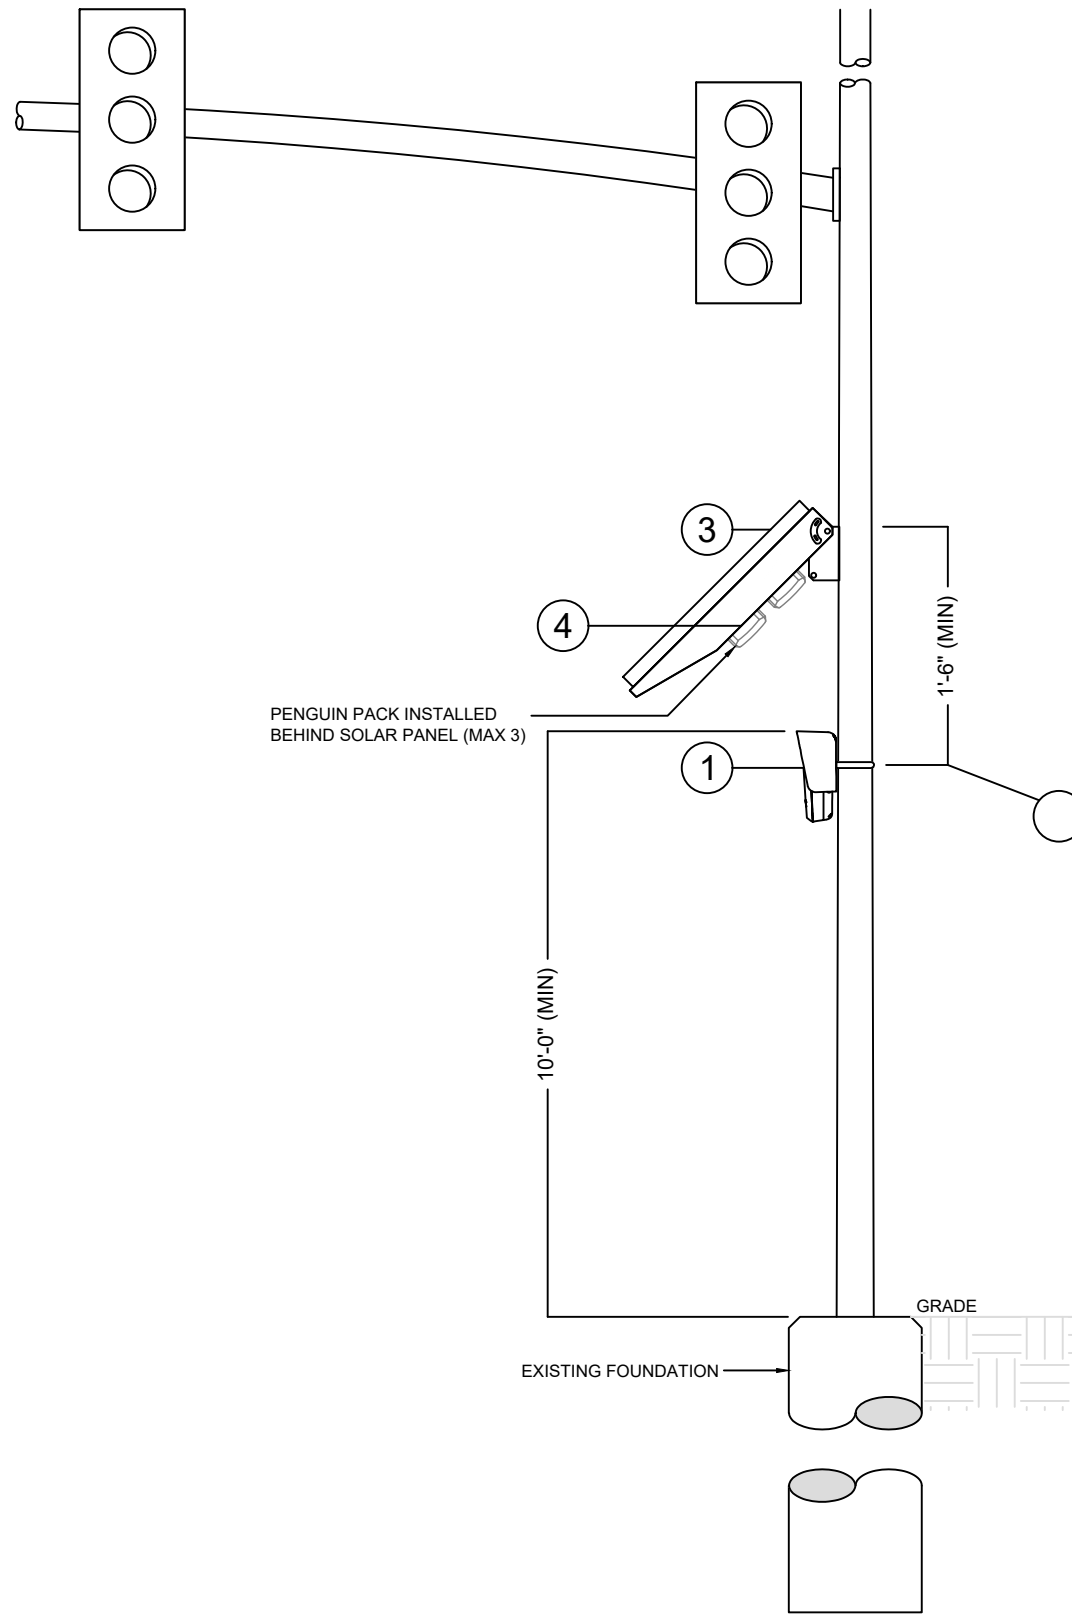 3
4
1'-6" (MIN)
PENGUIN PACK INSTALLED
BEHIND SOLAR PANEL (MAX 3)
1
10'-0" (MIN)
GRADE
EXISTING FOUNDATION